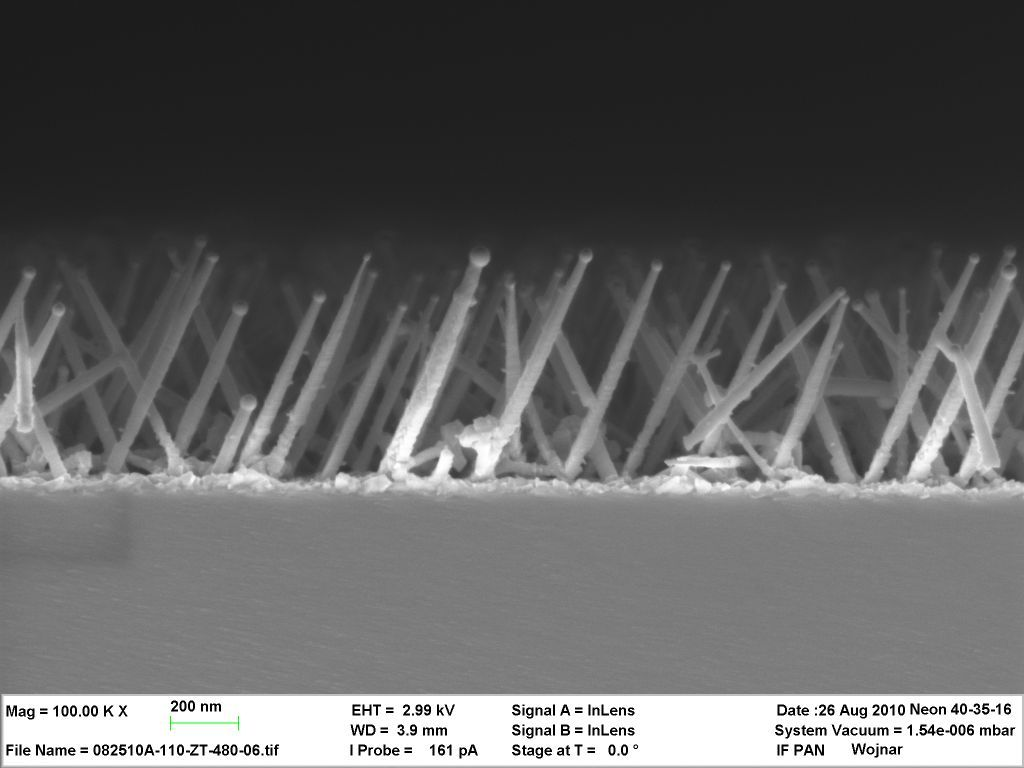 Mag = 100.00 K X
200 nm
EHT = 2.99 kV
Signal A = InLens
Date :26 Aug 2010 Neon 40-35-16
WD = 3.9 mm
Signal B = InLens
System Vacuum = 1.54e-006 mbar
File Name = 082510A-110-ZT-480-06.tif
I Probe = 161 pA
Stage at T = 0.0 °
IF PAN Wojnar